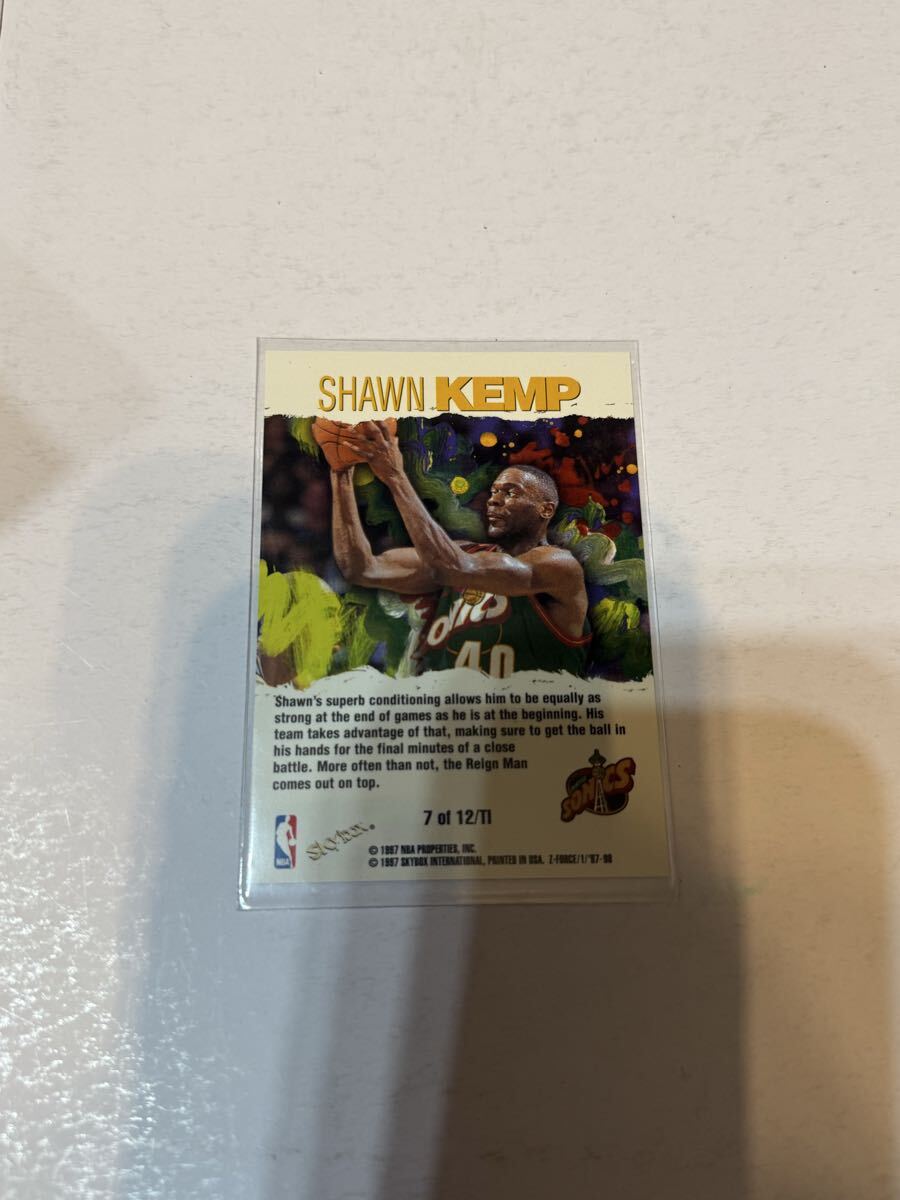 SHAWN KEMP
ONICS
40
Shawn's superb conditioning allows him to be equally as
strong at the end of games as he is at the beginning. His
team takes advantage of that, making sure to get the ball in
his hands for the final minutes of a close
battle. More often than not, the Reign Man
comes out on top.
SONICS
7 of 12/TI
NBA
SkyBox®
© 1997 NBA PROPERTIES, INC.
© 1997 SKYBOX INTERNATIONAL, PRINTED IN USA. Z-FORCE/1/'97-98